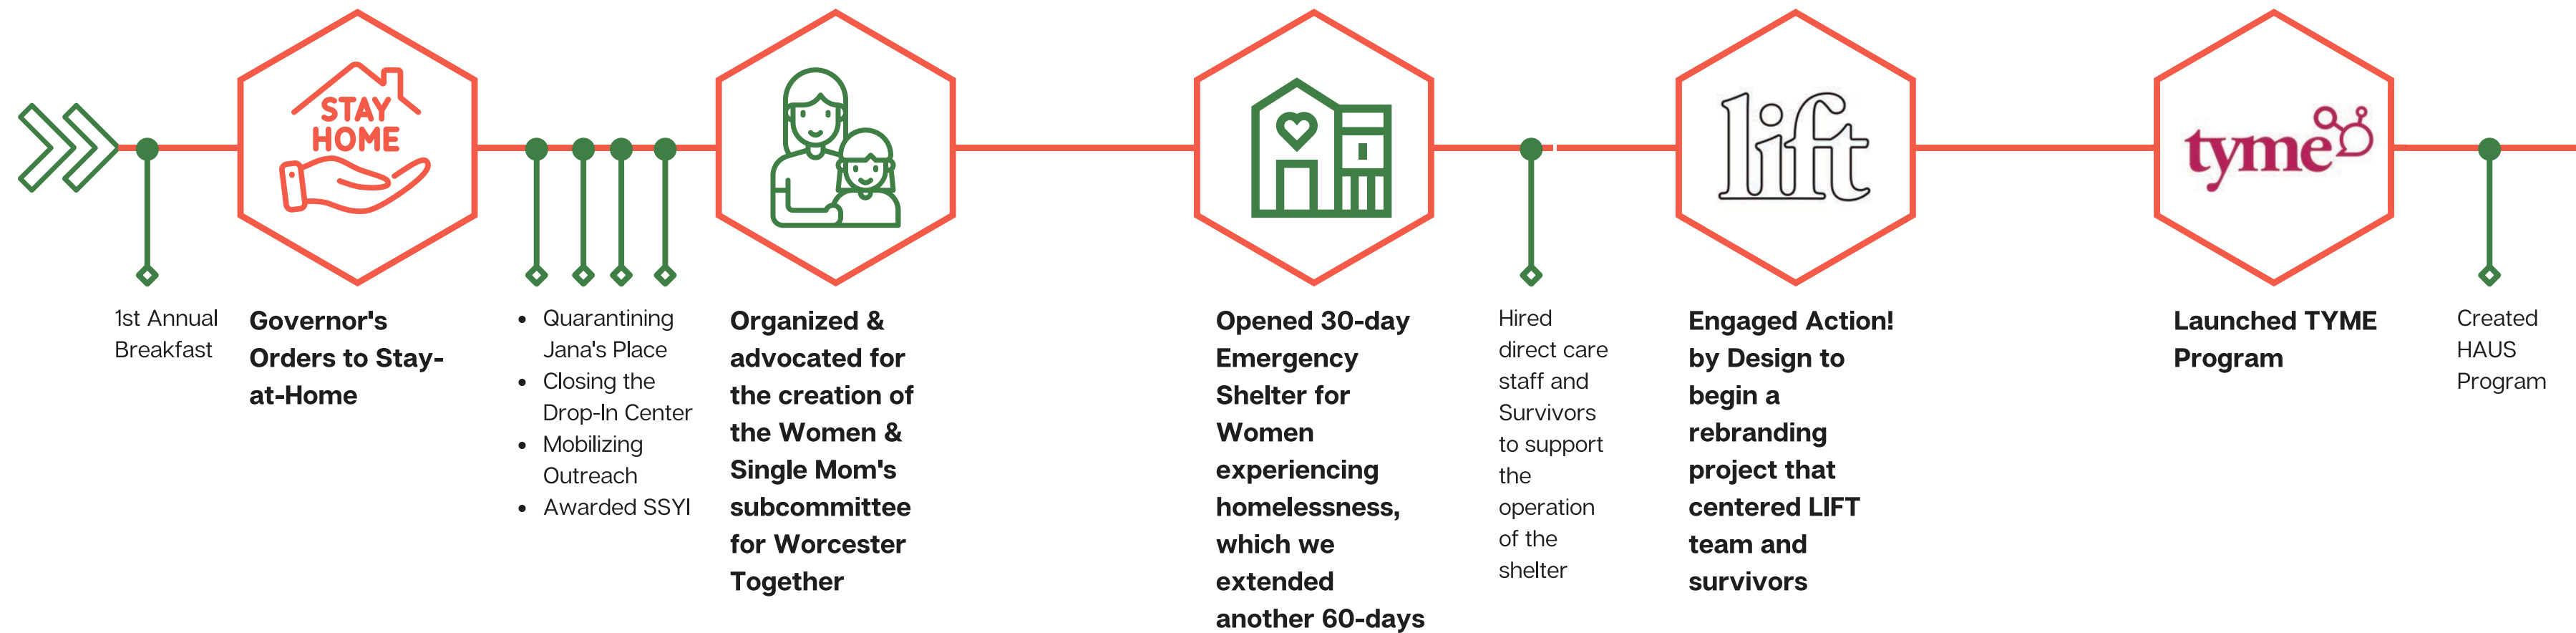 1st Annual
Breakfast
STAY
HOME
Governor's
Orders to Stay-
at-Home
• Quarantining
Jana's Place
• Closing the
Drop-In Center
• Mobilizing
Outreach
• Awarded SSYI
Organized &
advocated for
the creation of
the Women &
Single Mom's
subcommittee
for Worcester
Together
Opened 30-day
Emergency
Shelter for
Women
experiencing
homelessness,
which we
extended
another 60-days
Hired
direct care
staff and
Survivors
to support
the
operation
of the
shelter
lift
Engaged Action!
by Design to
begin a
rebranding
project that
centered LIFT
team and
survivors
tyme
Launched TYME
Program
Created
HAUS
Program